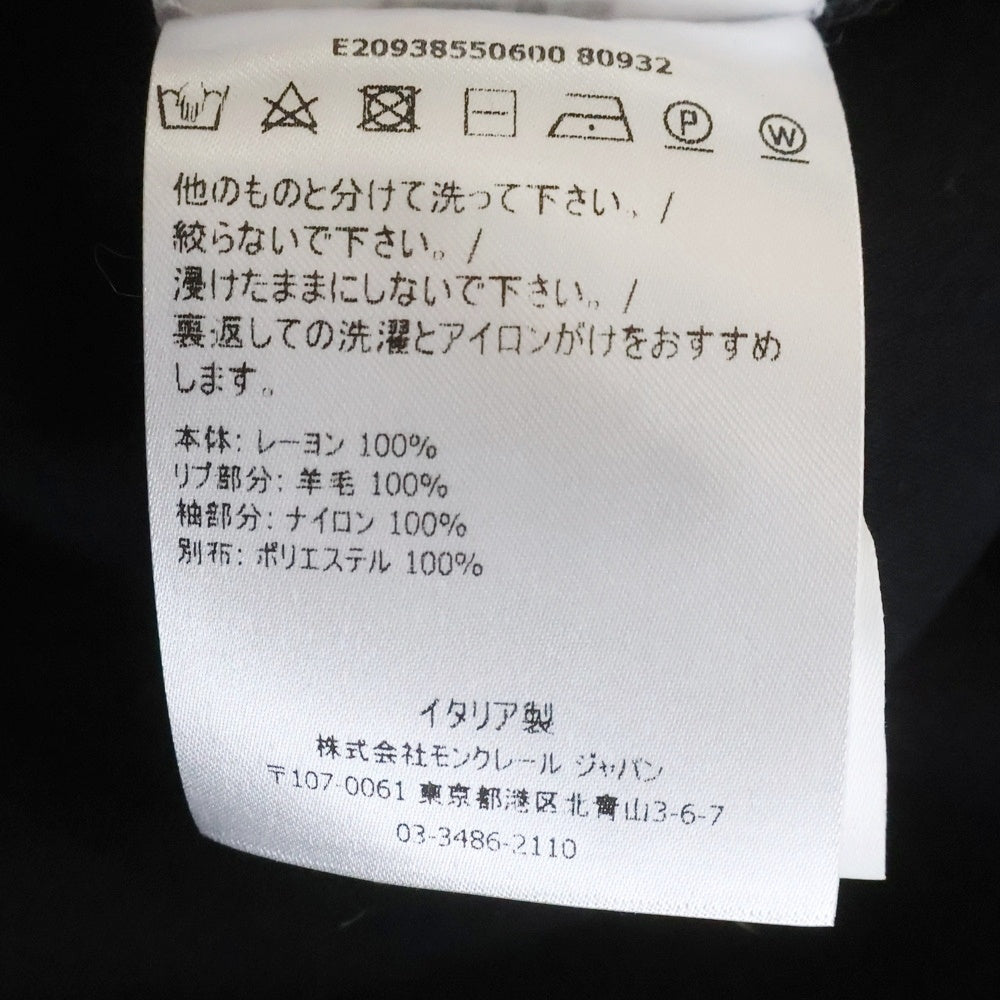 E20938550600 80932
P W
他のものと分けて洗って下さい。/
絞らないで下さい。/
浸けたままにしないで下さい。/
裏返しての洗濯とアイロンがけをおすすめ
します。
本体: レーヨン 100%
リブ部分: 羊毛 100%
袖部分: ナイロン 100%
別布: ポリエステル 100%
イタリア製
株式会社モンクレール ジャパン
〒107-0061 東京都港区北青山3-6-7
03-3486-2110